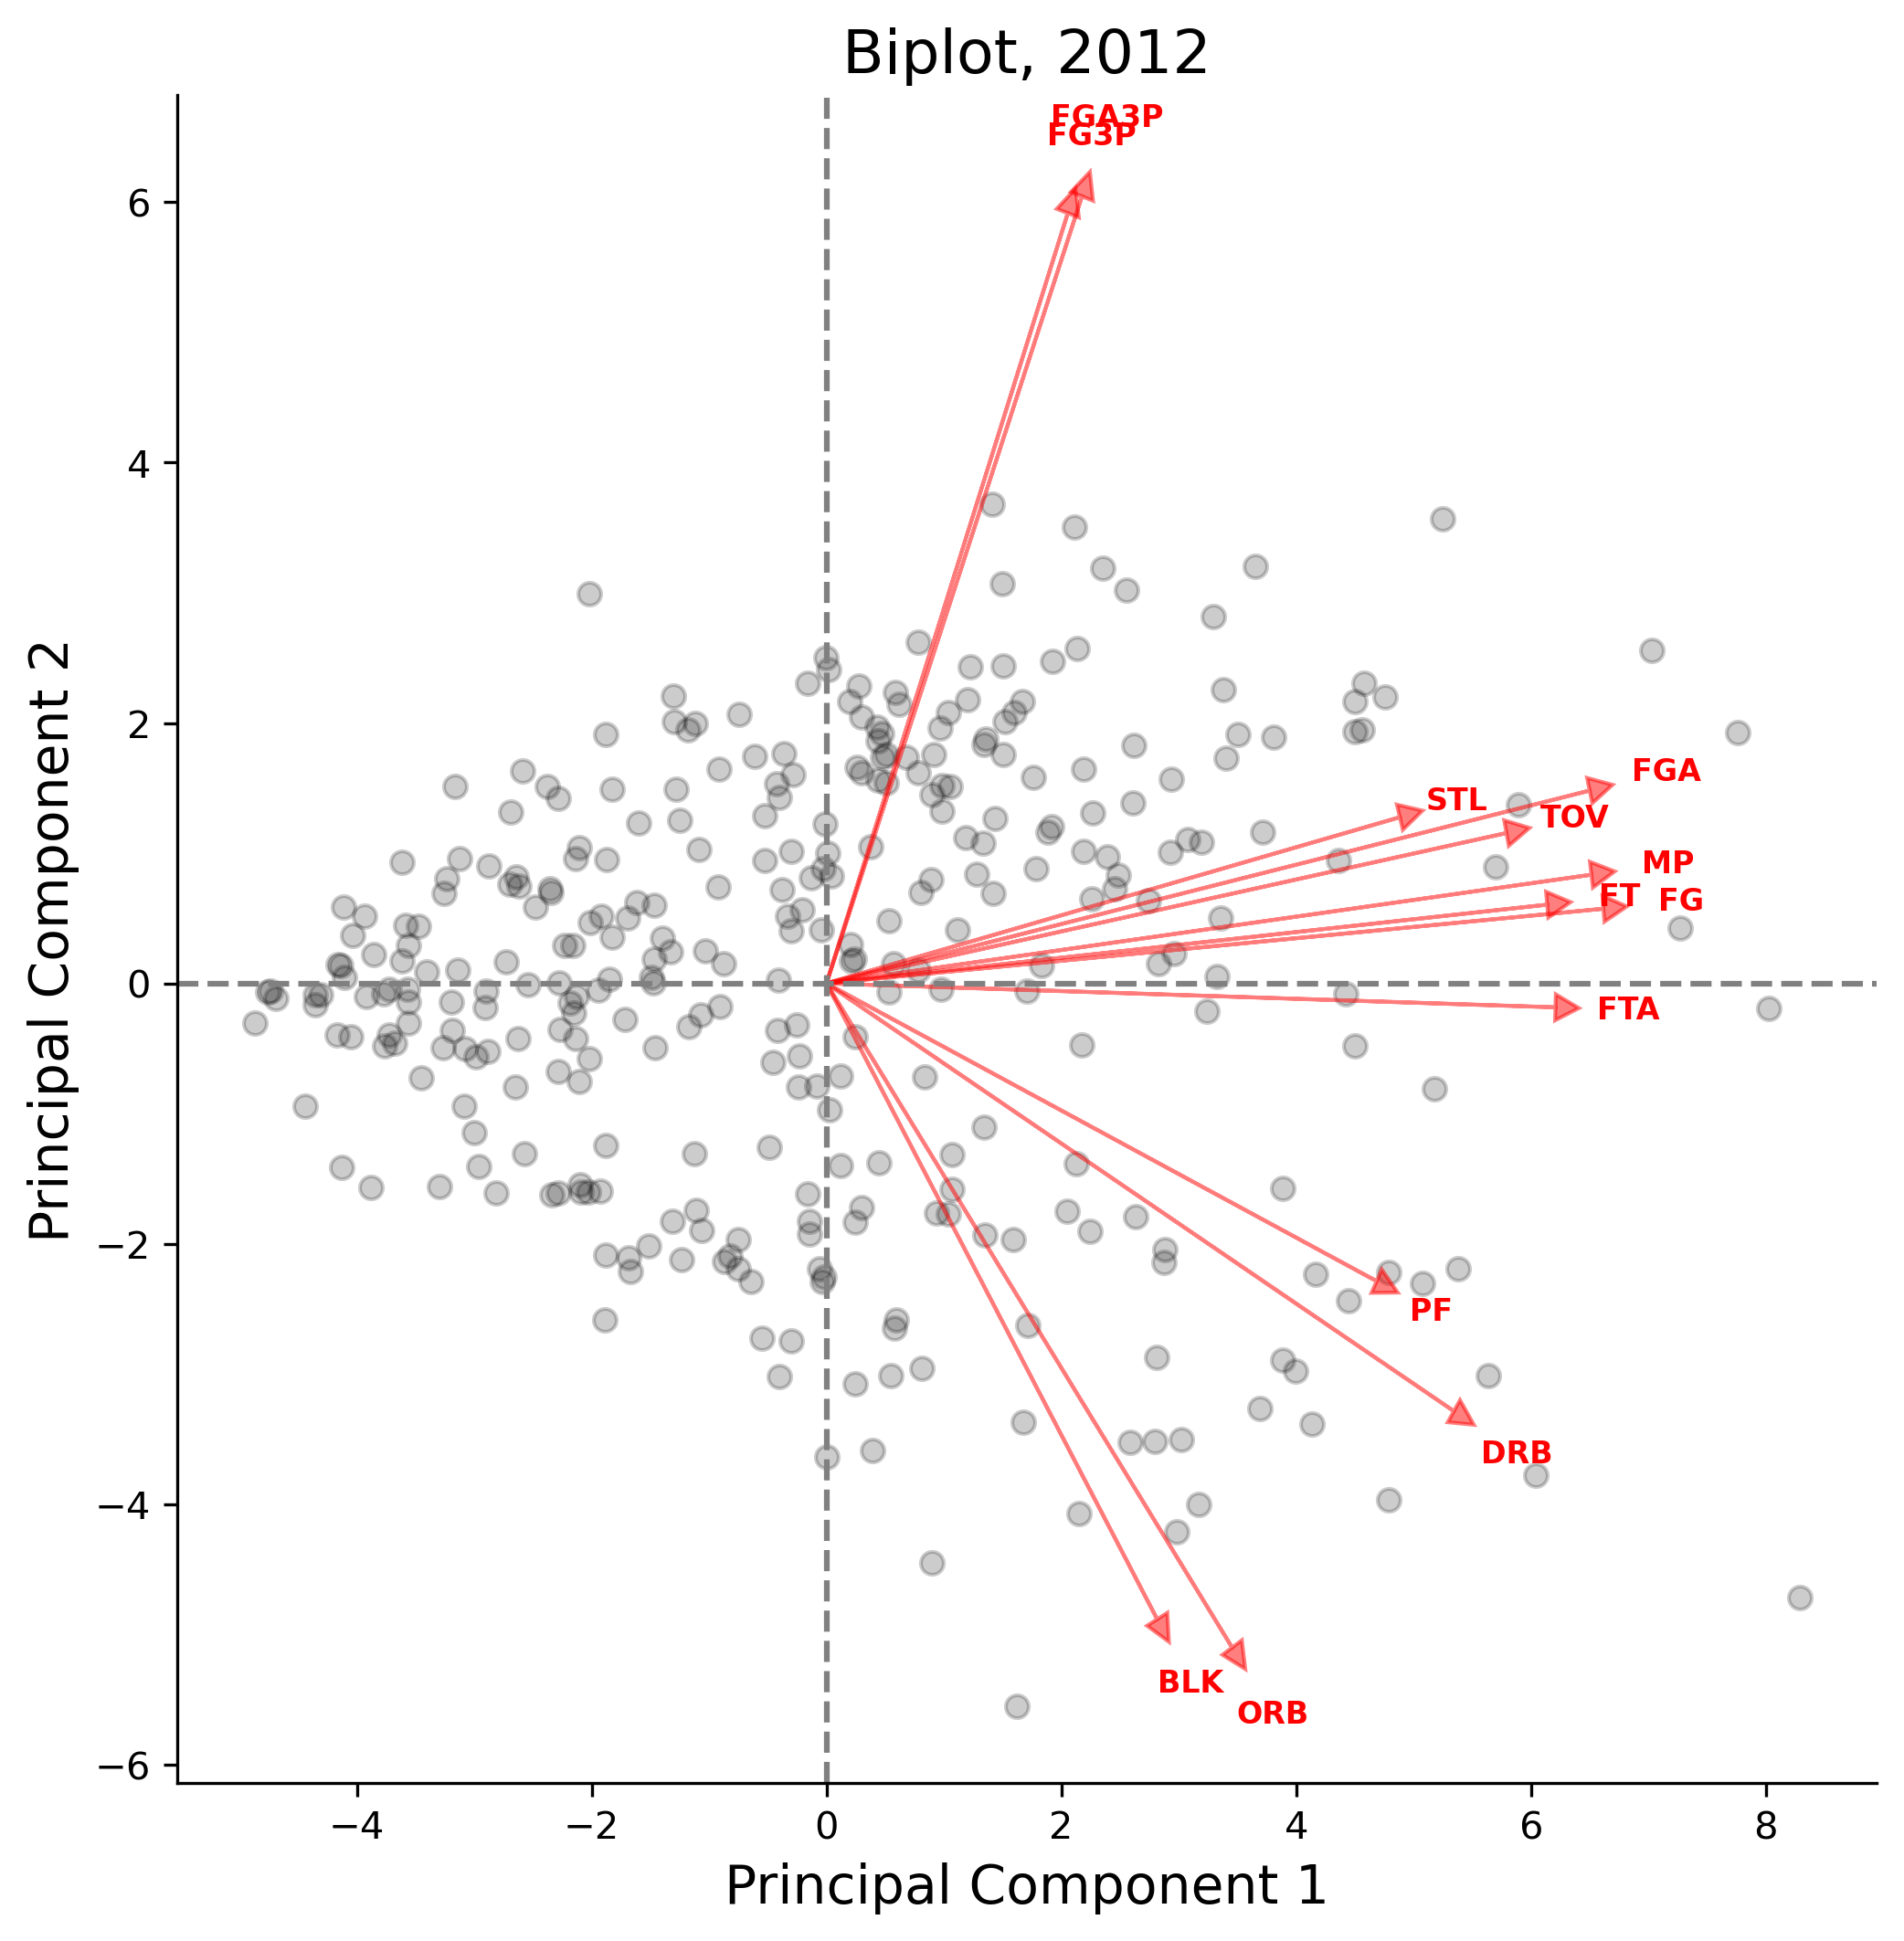 Biplot, 2012
FGA3P
FG3P
6
4
2
0
−2
−4
−6
Principal Component 2
FGA
STL
TOV
MP
FT
FG
FTA
PF
DRB
BLK
ORB
−4
−2
0
2
4
6
8
Principal Component 1